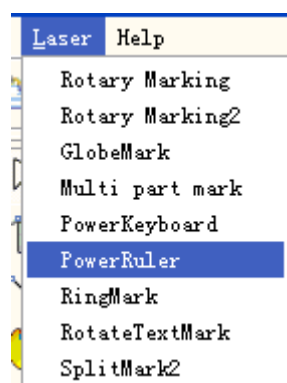 Laser Help
Rotary Marking
Rotary Marking2
GlobeMark
Multi part mark
PowerKeyboard
PowerRuler
RingMark
RotateTextMark
SplitMark2